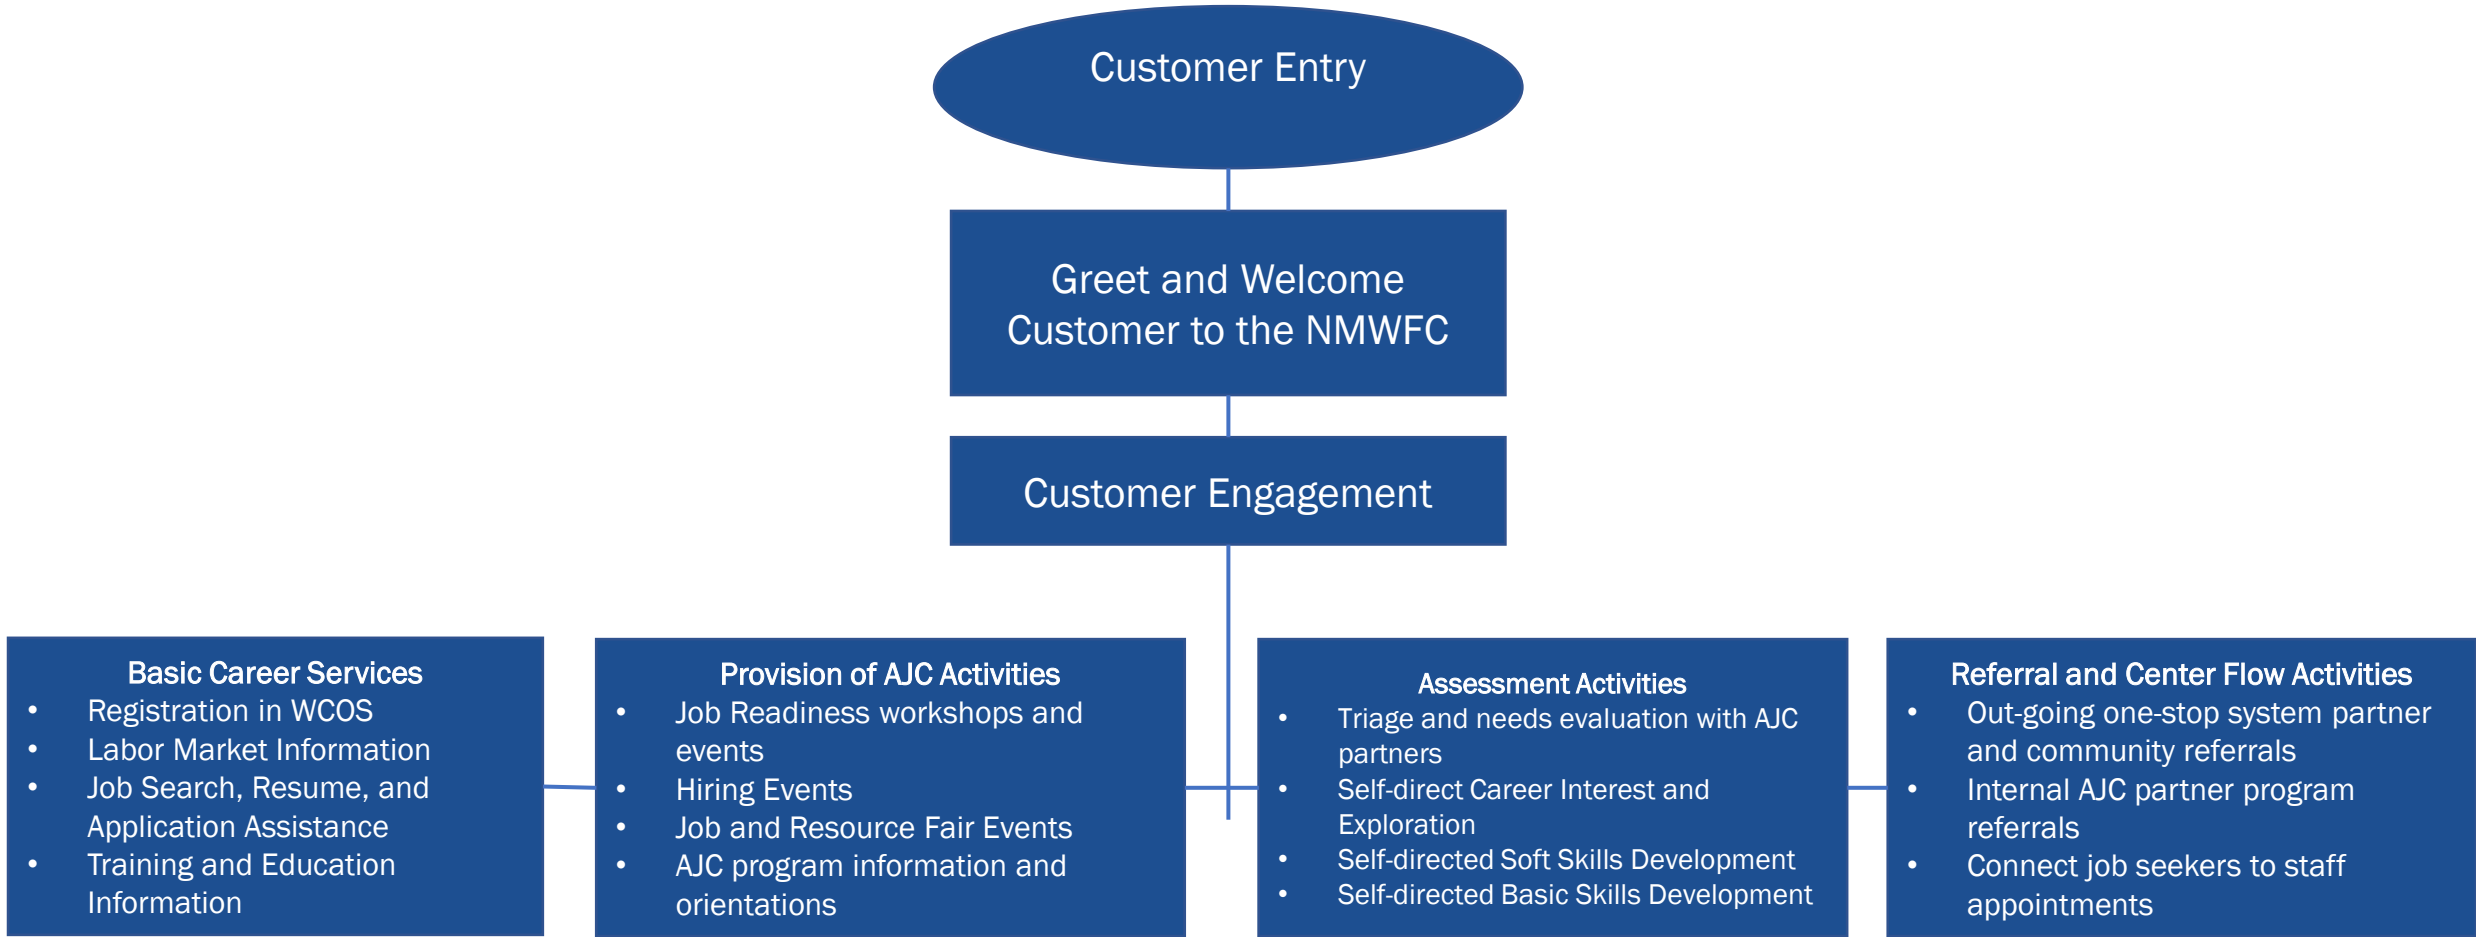 Customer Entry
Greet and Welcome
Customer to the NMWFC
Customer Engagement
Basic Career Services
• Registration in WCOS
• Labor Market Information
• Job Search, Resume, and
Application Assistance
• Training and Education
Information
Provision of AJC Activities
• Job Readiness workshops and
events
• Hiring Events
• Job and Resource Fair Events
• AJC program information and
orientations
Assessment Activities
• Triage and needs evaluation with AJC
partners
• Self-direct Career Interest and
Exploration
• Self-directed Soft Skills Development
• Self-directed Basic Skills Development
Referral and Center Flow Activities
• Out-going one-stop system partner
and community referrals
• Internal AJC partner program
referrals
• Connect job seekers to staff
appointments